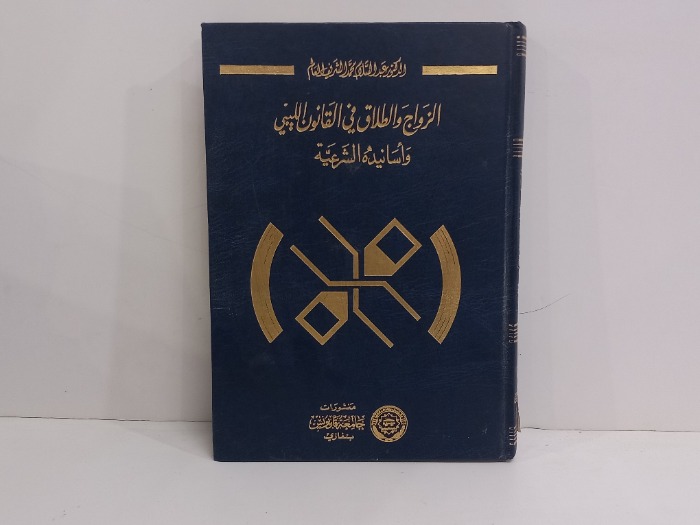 الدكتور عبد السلام محمد الشريف العالم
الزواج والطلاق في القانون الليبي
وأسانيده الشرعية
منشورات
جامعة قاريونس
بنغازي